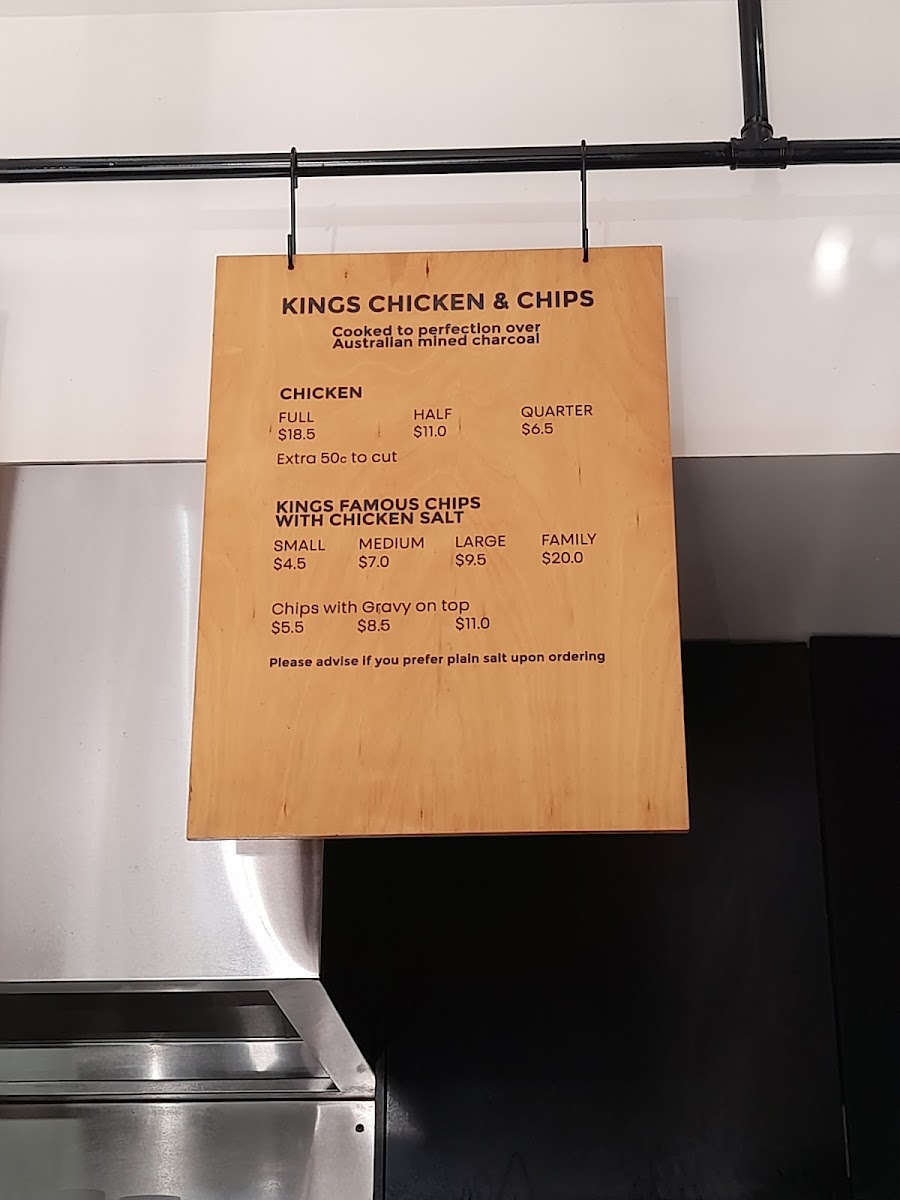 KINGS CHICKEN & CHIPS
Cooked to perfection over
Australian mined charcoal
CHICKEN
FULL HALF QUARTER
$18.5 $11.0 $6.5
Extra 50c to cut
KINGS FAMOUS CHIPS
WITH CHICKEN SALT
SMALL MEDIUM LARGE FAMILY
$4.5 $7.0 $9.5 $20.0
Chips with Gravy on top
$5.5 $8.5 $11.0
Please advise if you prefer plain salt upon ordering